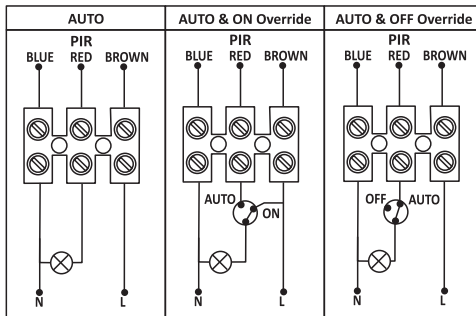 AUTO
PIR
BLUE RED BROWN
N L
AUTO & ON Override
PIR
BLUE RED BROWN
AUTO ON
N L
AUTO & OFF Override
PIR
BLUE RED BROWN
OFF AUTO
N L